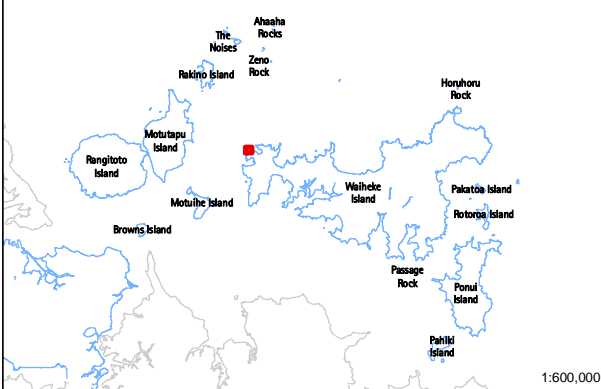 Ahaaha
Rocks
The
Noises
Zeno
Rock
Rakino Island
Horuhoru
Rock
Motutapu
Island
Rangitoto
Island
Waiheke
Island
Pakatoa Island
Motuihe Island
Rotoroa Island
Browns Island
Passage
Rock
Ponui
Island
Pahiki
Island
1:600,000